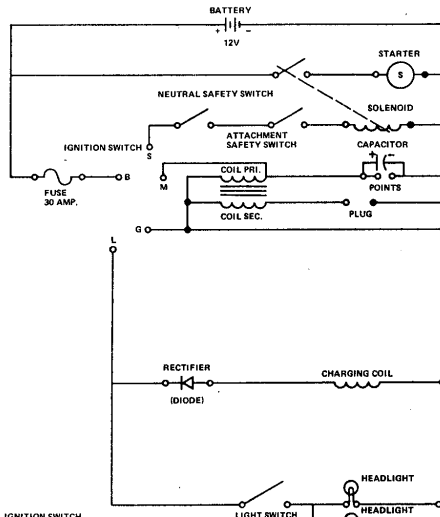 BATTERY
+ −
12V
STARTER
S
NEUTRAL SAFETY SWITCH
SOLENOID
IGNITION SWITCH
S
ATTACHMENT
SAFETY SWITCH
CAPACITOR
+ −
COIL PRI.
B
M
POINTS
FUSE
30 AMP.
COIL SEC.
PLUG
G
L
RECTIFIER
(DIODE)
CHARGING COIL
HEADLIGHT
IGNITION SWITCH
LIGHT SWITCH
HEADLIGHT